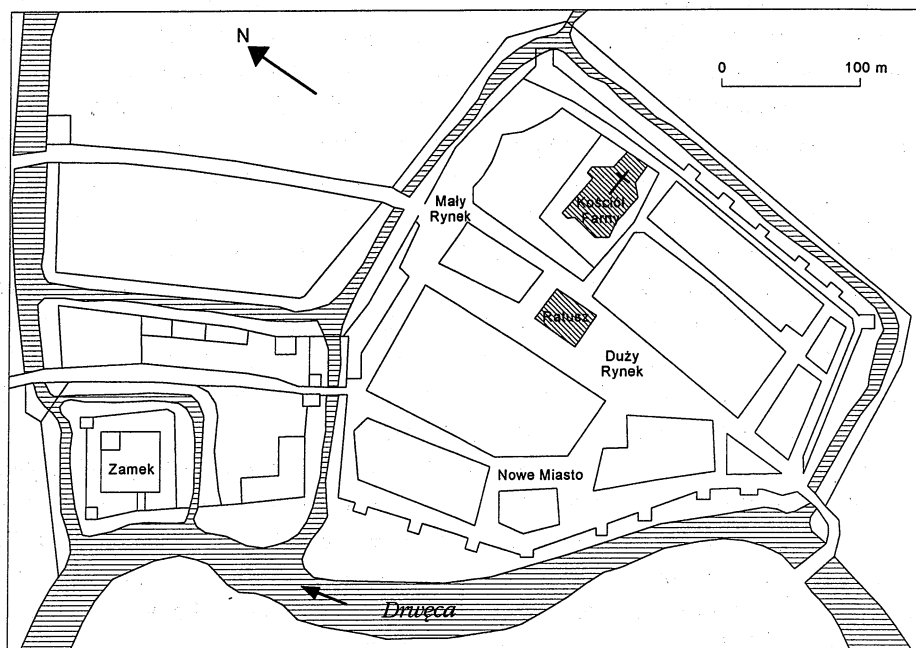 N
0 100 m
Mały
Rynek
Kościół
Farny
Ratusz
Duży
Rynek
Zamek
Nowe Miasto
Drwęca